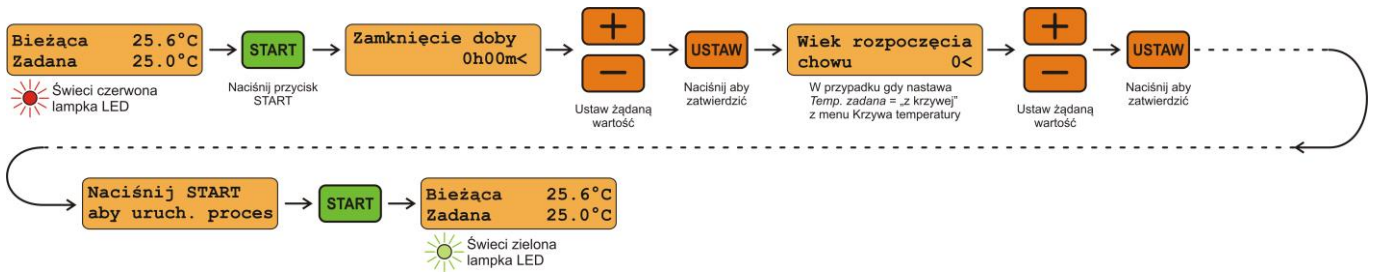 Bieżąca 25.6°C
Zadana 25.0°C
Świeci czerwona
lampka LED
START
Naciśnij przycisk
START
Zamknięcie doby
0h00m<
+
−
Ustaw żądaną
wartość
USTAW
Naciśnij aby
zatwierdzić
Wiek rozpoczęcia
chowu 0<
W przypadku gdy nastawa
Temp. zadana = „z krzywej”
z menu Krzywa temperatury
+
−
Ustaw żądaną
wartość
USTAW
Naciśnij aby
zatwierdzić
Naciśnij START
aby uruch. proces
START
Bieżąca 25.6°C
Zadana 25.0°C
Świeci zielona
lampka LED